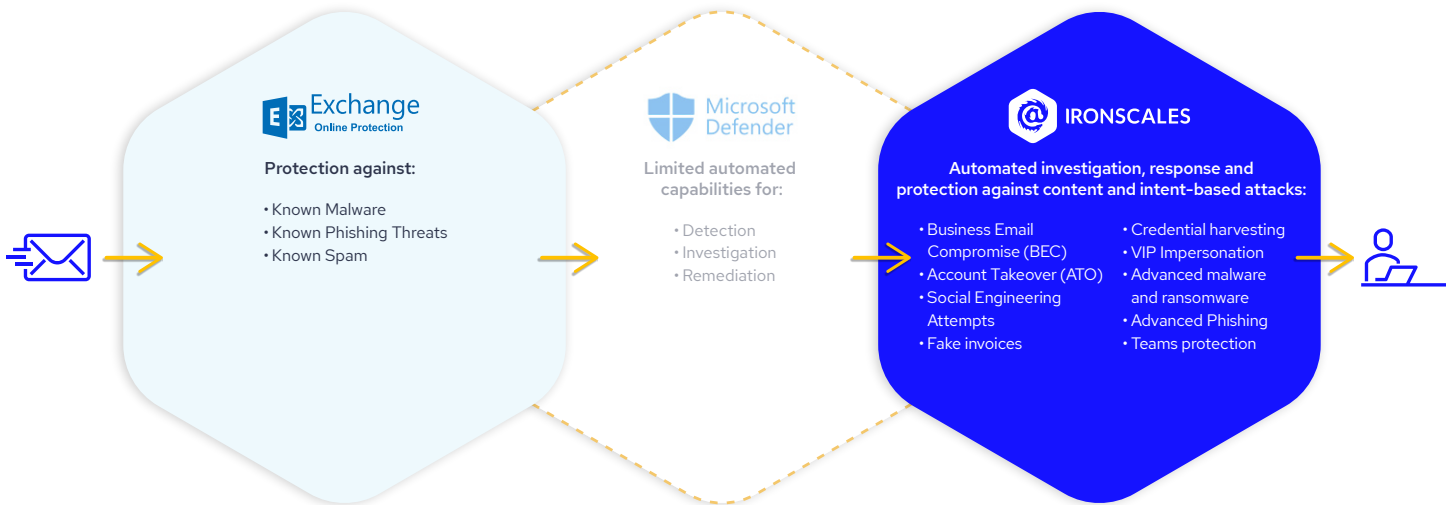 Exchange
Online Protection
Protection against:
• Known Malware
• Known Phishing Threats
• Known Spam
Microsoft
Defender
Limited automated
capabilities for:
• Detection
• Investigation
• Remediation
IRONSCALES
Automated investigation, response and
protection against content and intent-based attacks:
• Business Email
Compromise (BEC)
• Account Takeover (ATO)
• Social Engineering
Attempts
• Fake invoices
• Credential harvesting
• VIP Impersonation
• Advanced malware
and ransomware
• Advanced Phishing
• Teams protection